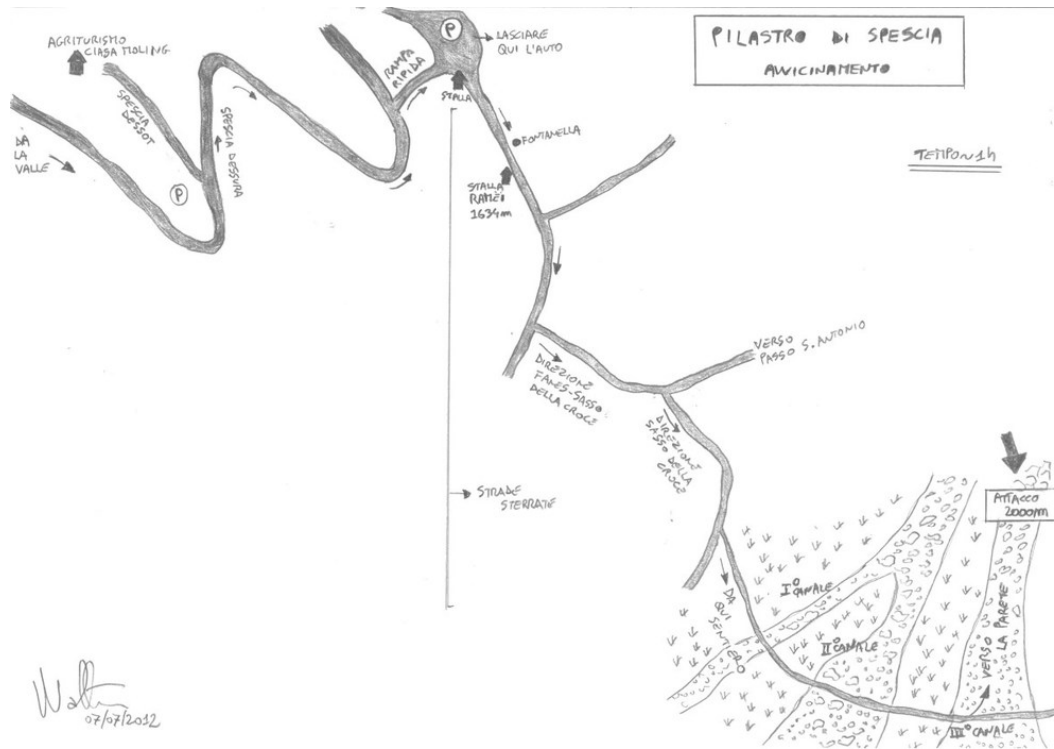 PILASTRO DI SPESCIA
AVVICINAMENTO
TEMPO ~ 1h
AGRITURISMO
CIASA MOLING
SPESCIA
DESSOT
DA
LA
VALLE
P
SPESCIA DESSURA
RAMPA
RIPIDA
P
LASCIARE
QUI L'AUTO
STALLA
FONTANELLA
STALLA
RAMEI
1634m
DIREZIONE
FANES-SASSO
DELLA CROCE
VERSO
PASSO S. ANTONIO
DIREZIONE
SASSO DELLA
CROCE
STRADE
STERRATE
ATTACCO
2000m
DA
QUI
SENTIERO
I° CANALE
II° CANALE
VERSO
LA PARETE
III° CANALE
07/07/2012